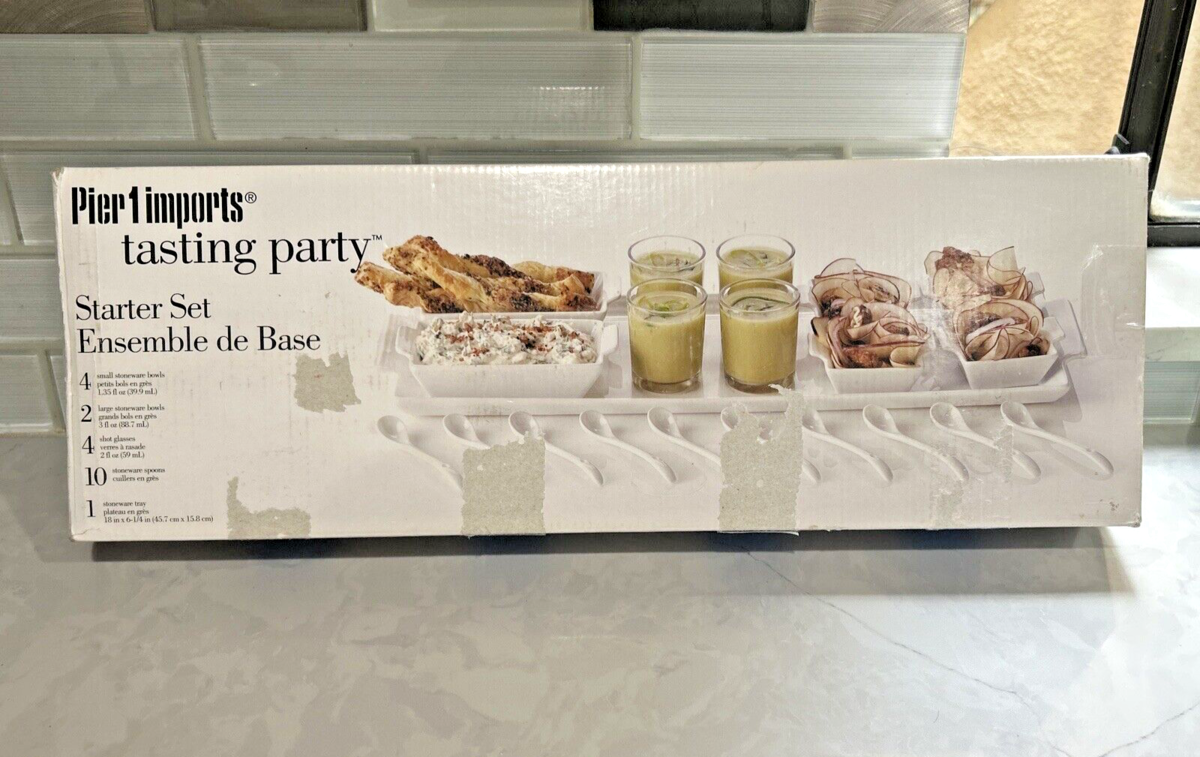 Pier 1 imports®
tasting party™
Starter Set
Ensemble de Base
4 small stoneware bowls
petits bols en grès
1.35 fl oz (39.9 mL)
2 large stoneware bowls
grands bols en grès
3 fl oz (88.7 mL)
4 shot glasses
verres à rasade
2 fl oz (59 mL)
10 stoneware spoons
cuillers en grès
1 stoneware tray
plateau en grès
18 in x 6-1/4 in (45.7 cm x 15.8 cm)